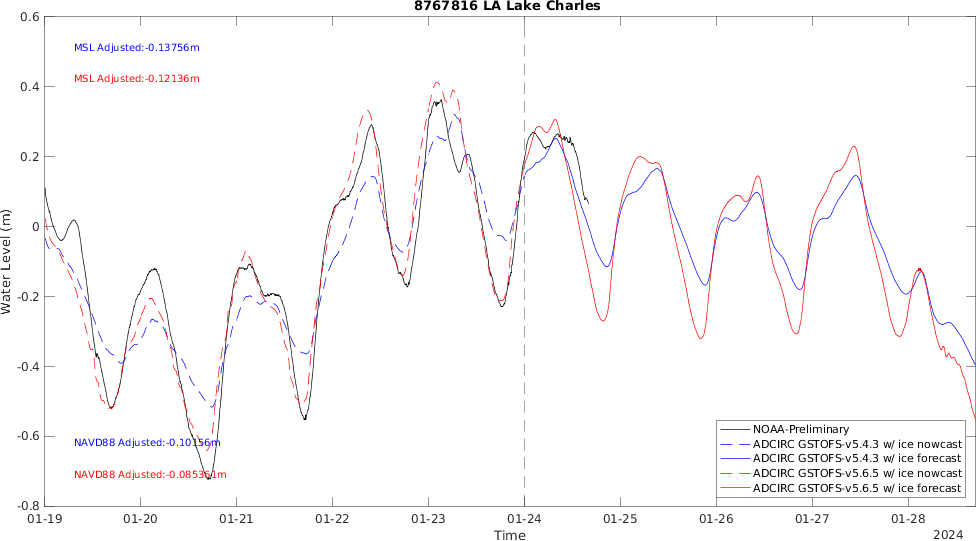 8767816 LA Lake Charles
0.6
MSL Adjusted:-0.13756m
MSL Adjusted:-0.12136m
0.4
0.2
0
-0.2
-0.4
-0.6
-0.8
Water Level (m)
NAVD88 Adjusted:-0.10156m
NAVD88 Adjusted:-0.085361m
NOAA-Preliminary
ADCIRC GSTOFS-v5.4.3 w/ ice nowcast
ADCIRC GSTOFS-v5.4.3 w/ ice forecast
ADCIRC GSTOFS-v5.6.5 w/ ice nowcast
ADCIRC GSTOFS-v5.6.5 w/ ice forecast
01-19 01-20 01-21 01-22 01-23 01-24 01-25 01-26 01-27 01-28
Time
2024